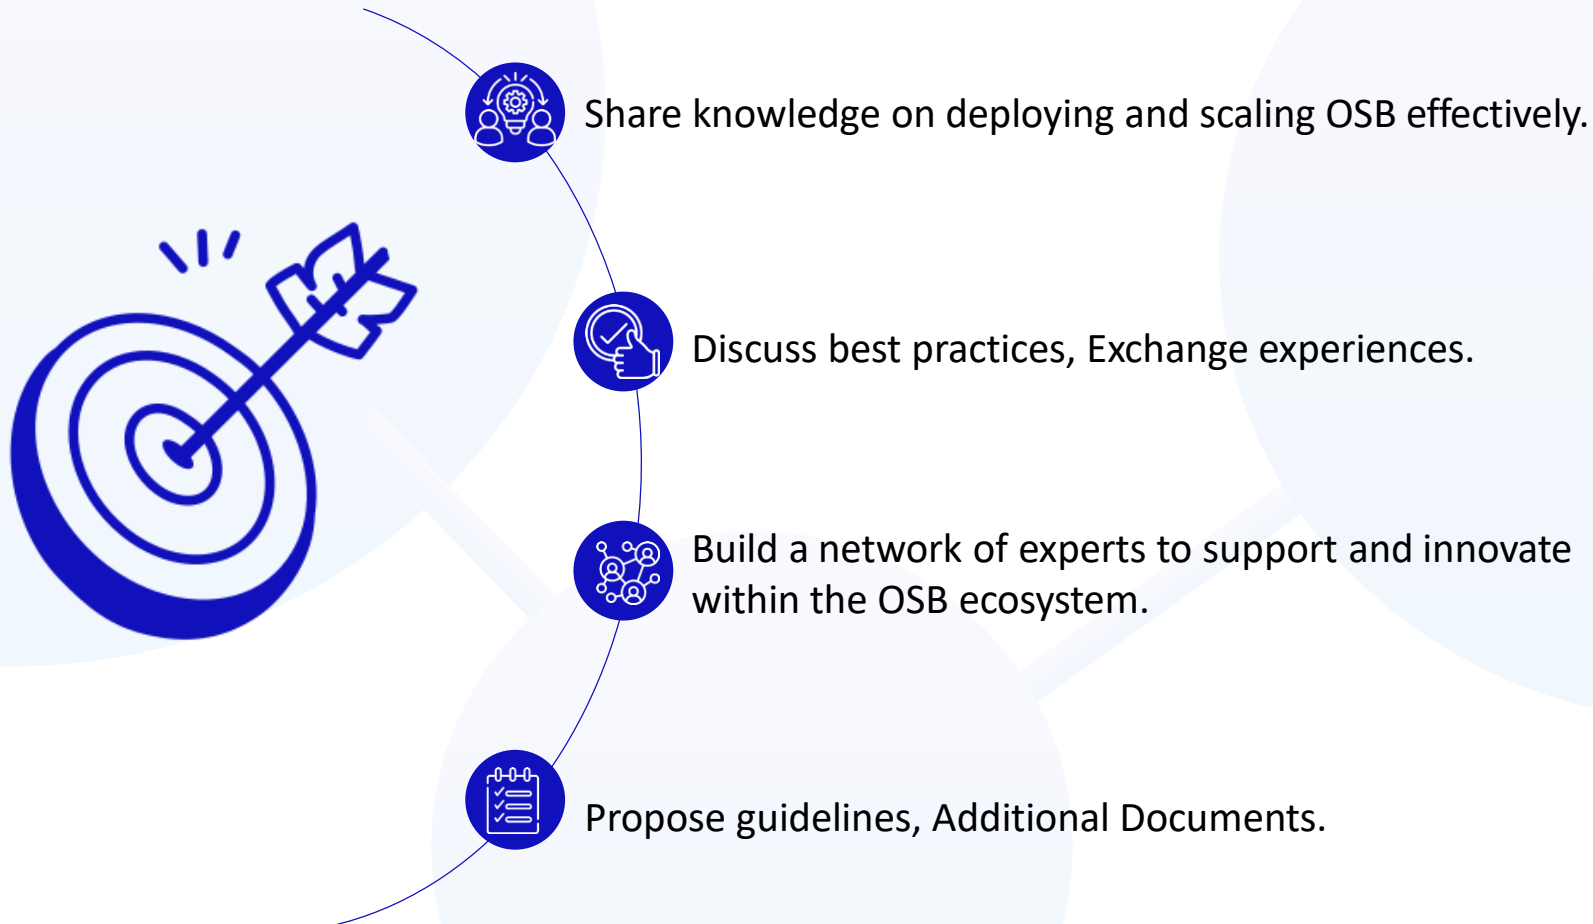 Share knowledge on deploying and scaling OSB effectively.
Discuss best practices, Exchange experiences.
Build a network of experts to support and innovate
within the OSB ecosystem.
Propose guidelines, Additional Documents.